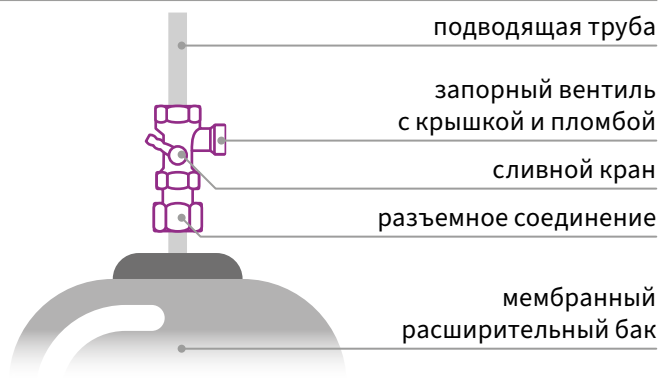 подводящая труба
запорный вентиль
с крышкой и пломбой
сливной кран
разъемное соединение
мембранный
расширительный бак